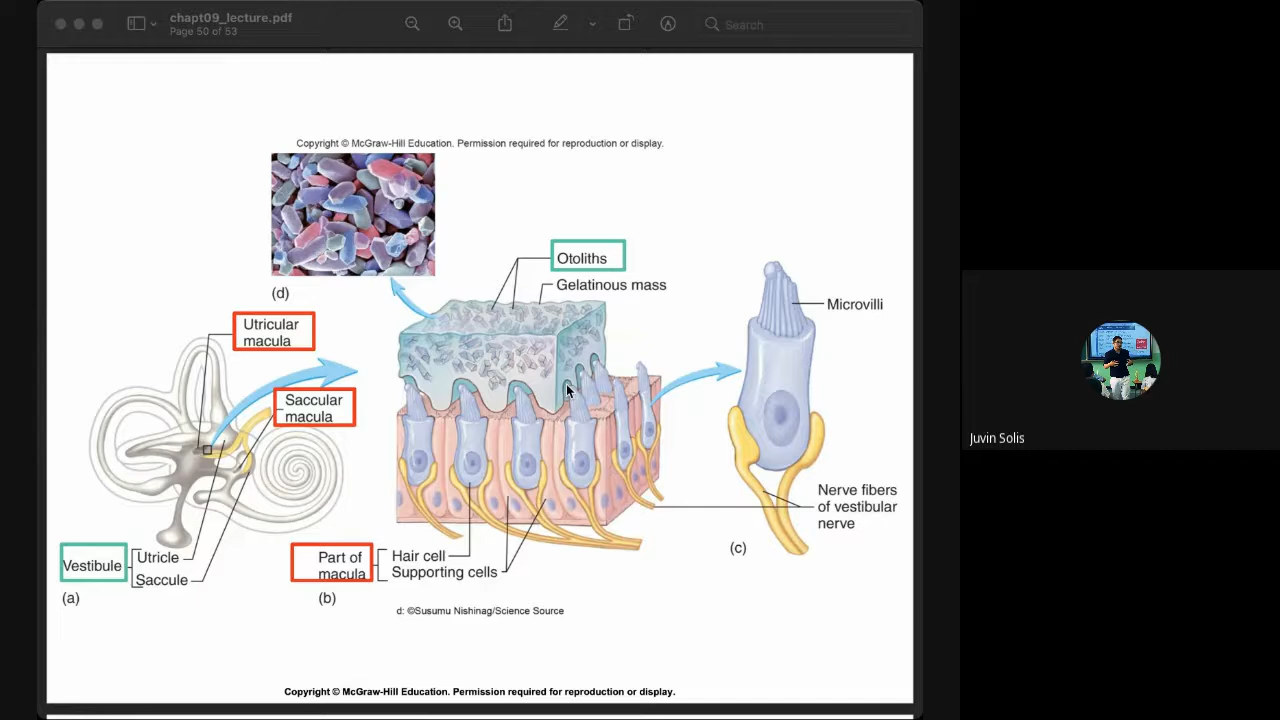 chapt09_lecture.pdf
Page 50 of 53
Search
Copyright © McGraw-Hill Education. Permission required for reproduction or display.
Otoliths
Gelatinous mass
(d)
Microvilli
Utricular
macula
Saccular
macula
Nerve fibers
of vestibular
nerve
(c)
Vestibule
Utricle
Saccule
(a)
Part of
macula
Hair cell
Supporting cells
(b)
d: ©Susumu Nishinag/Science Source
Copyright © McGraw-Hill Education. Permission required for reproduction or display.
Juvin Solis